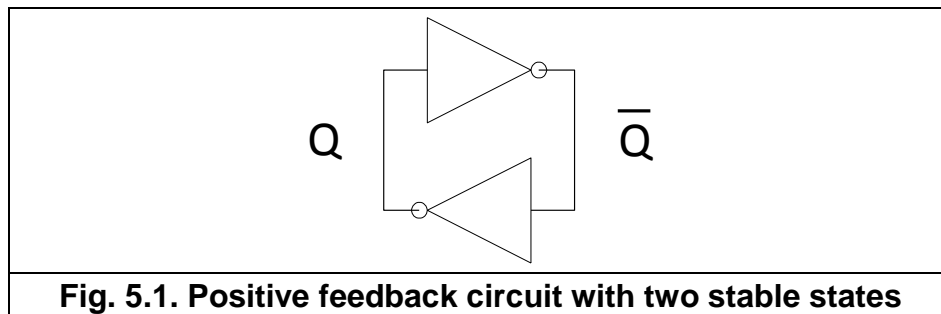 Q
Q̅
Fig. 5.1. Positive feedback circuit with two stable states